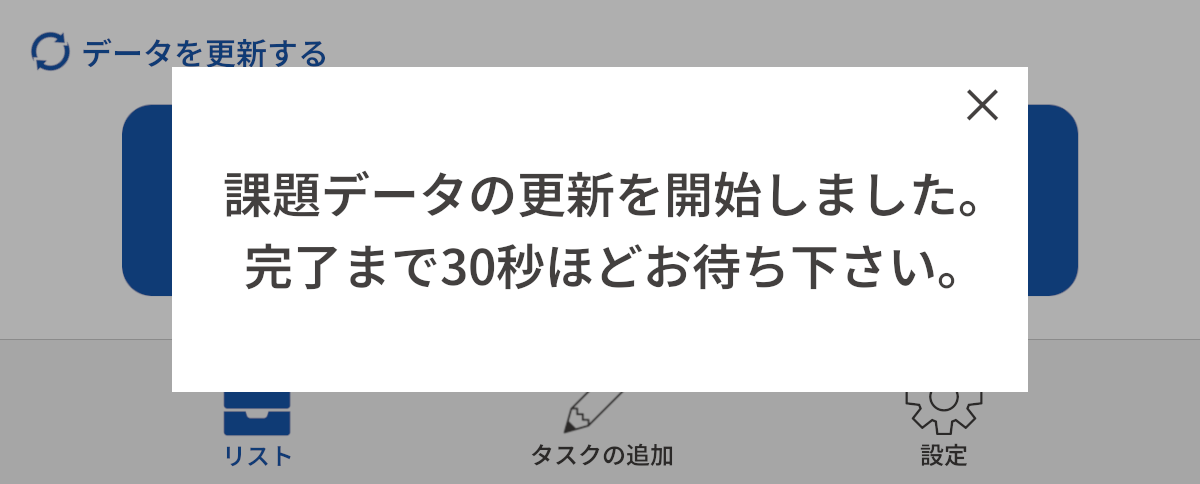 データを更新する
課題データの更新を開始しました。
完了まで30秒ほどお待ち下さい。
リスト
タスクの追加
設定